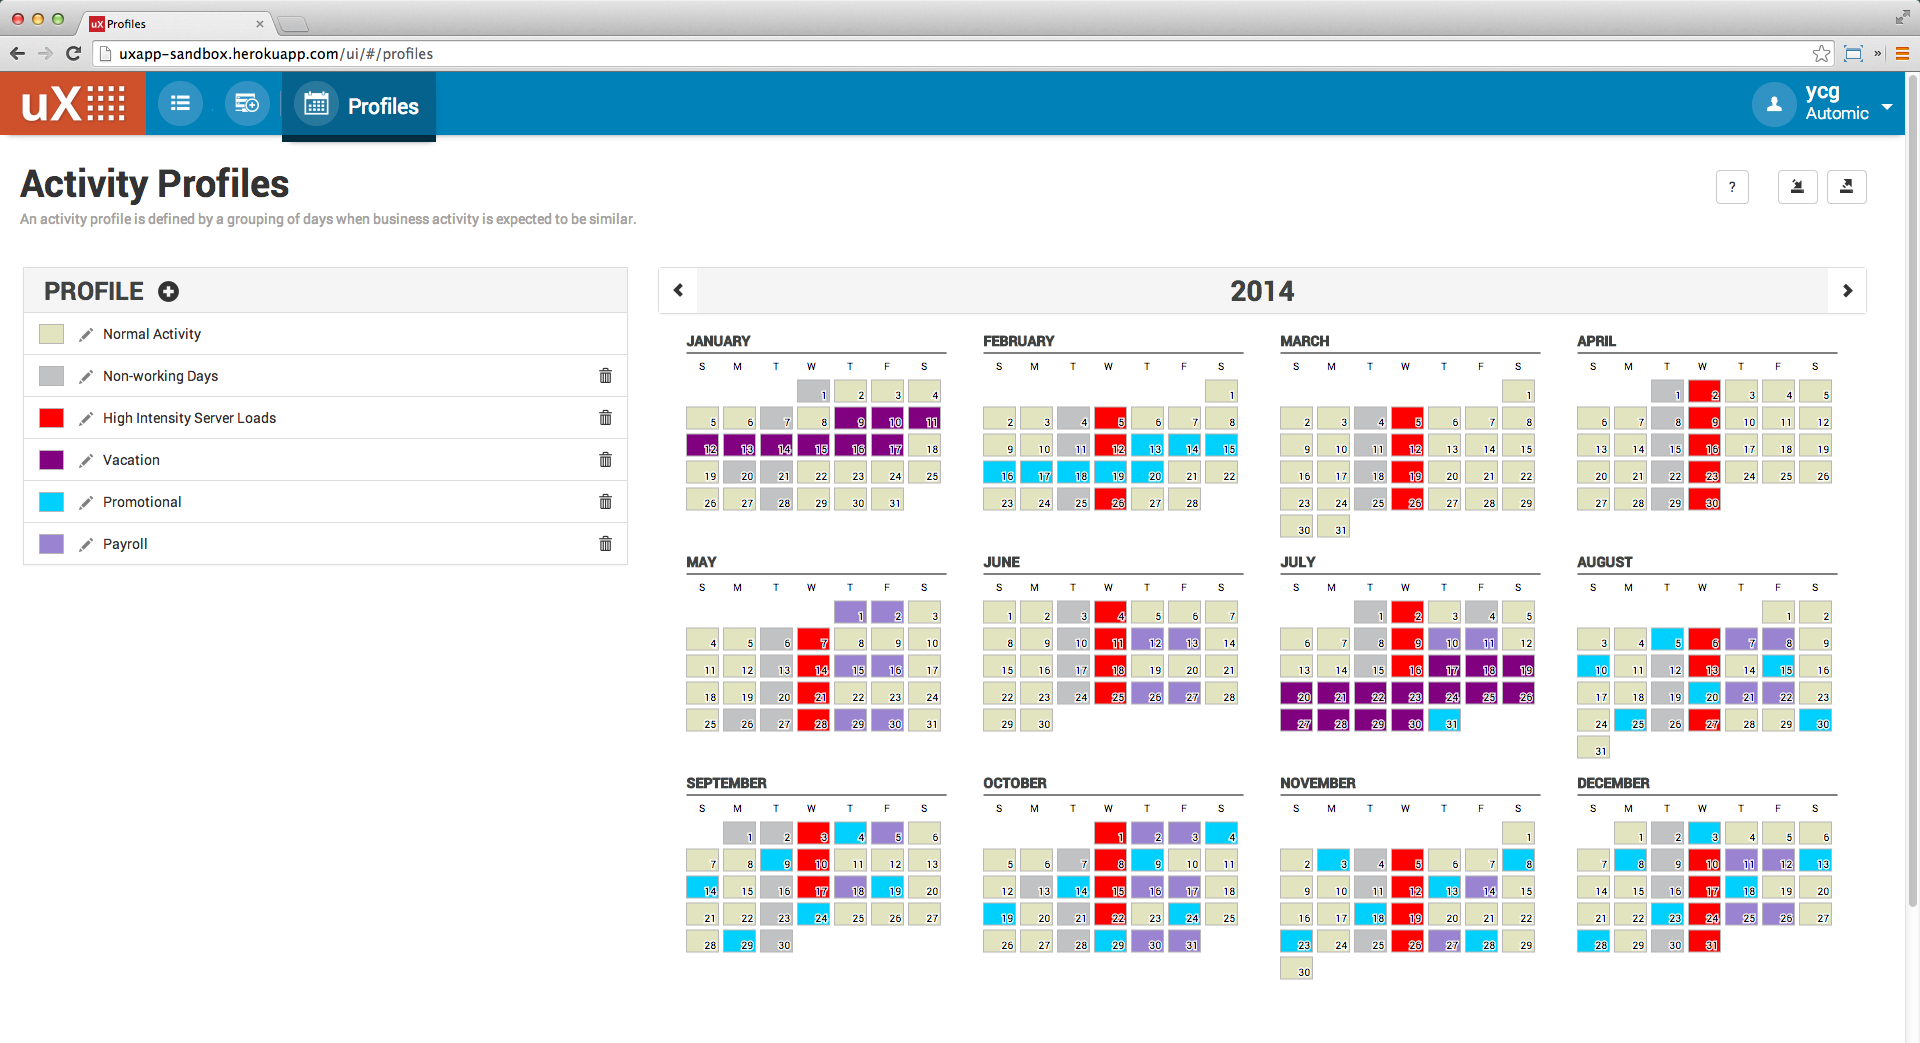 uX Profiles ×
uxapp-sandbox.herokuapp.com/ui/#/profiles
uX
Profiles
ycg
Automic
Activity Profiles
An activity profile is defined by a grouping of days when business activity is expected to be similar.
?
PROFILE
Normal Activity
Non-working Days
High Intensity Server Loads
Vacation
Promotional
Payroll
2014
JANUARY
S M T W T F S
1 2 3 4
5 6 7 8 9 10 11
12 13 14 15 16 17 18
19 20 21 22 23 24 25
26 27 28 29 30 31
FEBRUARY
S M T W T F S
1
2 3 4 5 6 7 8
9 10 11 12 13 14 15
16 17 18 19 20 21 22
23 24 25 26 27 28
MARCH
S M T W T F S
1
2 3 4 5 6 7 8
9 10 11 12 13 14 15
16 17 18 19 20 21 22
23 24 25 26 27 28 29
30 31
APRIL
S M T W T F S
1 2 3 4 5
6 7 8 9 10 11 12
13 14 15 16 17 18 19
20 21 22 23 24 25 26
27 28 29 30
MAY
S M T W T F S
1 2 3
4 5 6 7 8 9 10
11 12 13 14 15 16 17
18 19 20 21 22 23 24
25 26 27 28 29 30 31
JUNE
S M T W T F S
1 2 3 4 5 6 7
8 9 10 11 12 13 14
15 16 17 18 19 20 21
22 23 24 25 26 27 28
29 30
JULY
S M T W T F S
1 2 3 4 5
6 7 8 9 10 11 12
13 14 15 16 17 18 19
20 21 22 23 24 25 26
27 28 29 30 31
AUGUST
S M T W T F S
1 2
3 4 5 6 7 8 9
10 11 12 13 14 15 16
17 18 19 20 21 22 23
24 25 26 27 28 29 30
31
SEPTEMBER
S M T W T F S
1 2 3 4 5 6
7 8 9 10 11 12 13
14 15 16 17 18 19 20
21 22 23 24 25 26 27
28 29 30
OCTOBER
S M T W T F S
1 2 3 4
5 6 7 8 9 10 11
12 13 14 15 16 17 18
19 20 21 22 23 24 25
26 27 28 29 30 31
NOVEMBER
S M T W T F S
1
2 3 4 5 6 7 8
9 10 11 12 13 14 15
16 17 18 19 20 21 22
23 24 25 26 27 28 29
30
DECEMBER
S M T W T F S
1 2 3 4 5 6
7 8 9 10 11 12 13
14 15 16 17 18 19 20
21 22 23 24 25 26 27
28 29 30 31